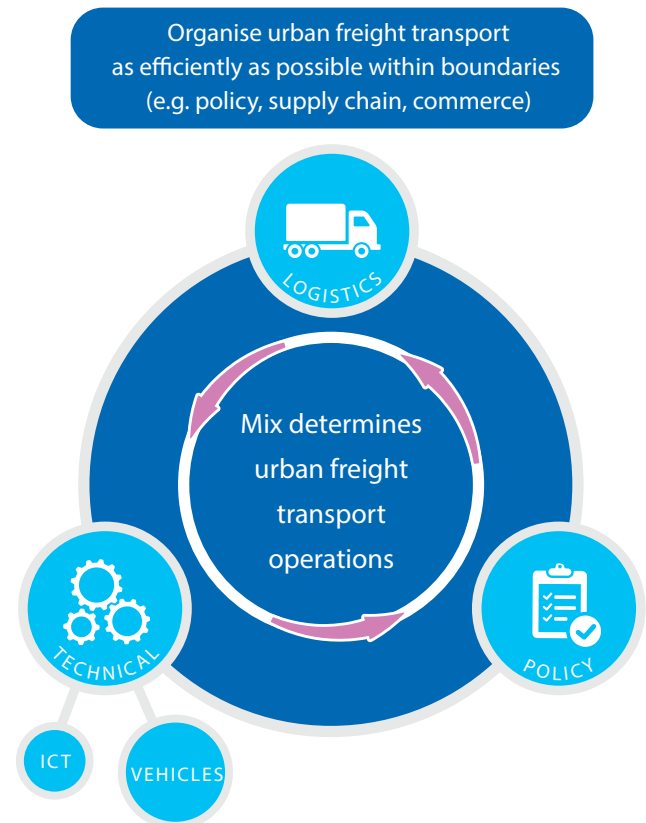 Organise urban freight transport
as efficiently as possible within boundaries
(e.g. policy, supply chain, commerce)
LOGISTICS
Mix determines
urban freight
transport
operations
TECHNICAL
POLICY
ICT
VEHICLES